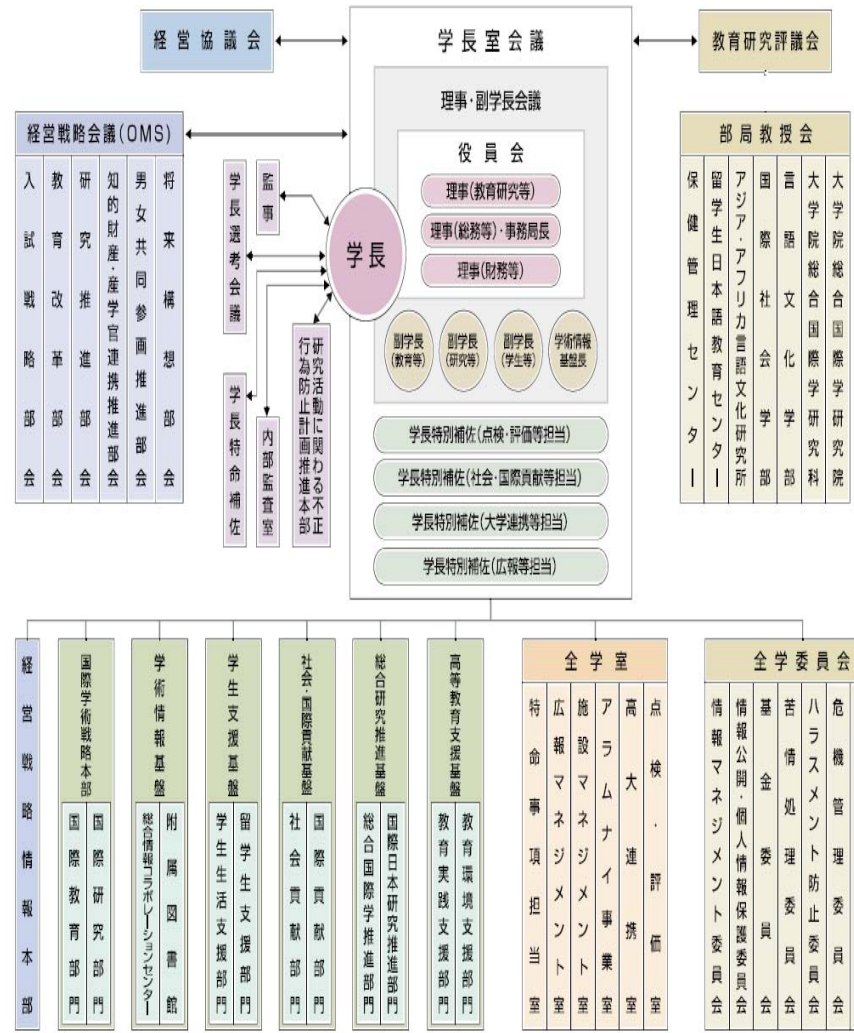 経営協議会
学長室会議
教育研究評議会
理事・副学長会議
役員会
理事(教育研究等)
理事(総務等)・事務局長
理事(財務等)
学長
副学長
(教育等)
副学長
(研究等)
副学長
(学生等)
学術情報
基盤長
学長特別補佐(点検・評価等担当)
学長特別補佐(社会・国際貢献等担当)
学長特別補佐(大学連携等担当)
学長特別補佐(広報等担当)
経営戦略会議(OMS)
将来構想部会
男女共同参画推進部会
知的財産・産学官連携推進部会
研究推進部会
教育改革部会
入試戦略部会
監事
学長選考会議
研究活動に関わる不正
行為防止計画推進本部
内部監査室
学長特命補佐
部局教授会
大学院総合国際学研究院
大学院総合国際学研究科
言語文化学部
国際社会学部
アジア・アフリカ言語文化研究所
留学生日本語教育センター
保健管理センター
経営戦略情報本部
国際学術戦略本部
国際研究部門
国際教育部門
学術情報基盤
附属図書館
総合情報コラボレーションセンター
学生支援基盤
留学生支援部門
学生生活支援部門
社会・国際貢献基盤
国際貢献部門
社会貢献部門
総合研究推進基盤
国際日本研究推進部門
総合国際学推進部門
高等教育支援基盤
教育環境支援部門
教育実践支援部門
全学室
点検・評価室
高大連携室
アラムナイ事業室
施設マネジメント室
広報マネジメント室
特命事項担当室
全学委員会
危機管理委員会
ハラスメント防止委員会
苦情処理委員会
基金委員会
情報公開・個人情報保護委員会
情報マネジメント委員会